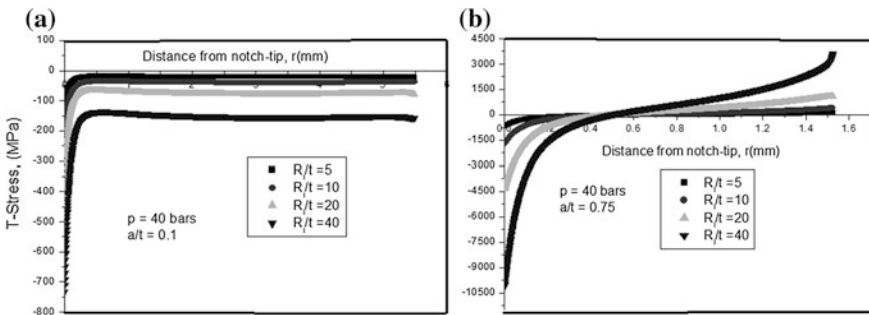 (a)
100
Distance from notch-tip, r(mm)
0
-100
-200
-300
-400
-500
-600
-700
-800
T-Stress, (MPa)
R/t =5
R/t =10
R/t =20
R/t =40
p = 40 bars
a/t = 0.1
(b)
4500
3000
1500
0
-1500
-3000
-4500
-6000
-7500
-9000
-10500
0.0
0.2
0.4
0.6
0.8
1.0
1.2
1.4
1.6
Distance from notch-tip, r(mm)
p = 40 bars
a/t = 0.75
R/t =5
R/t =10
R/t =20
R/t =40